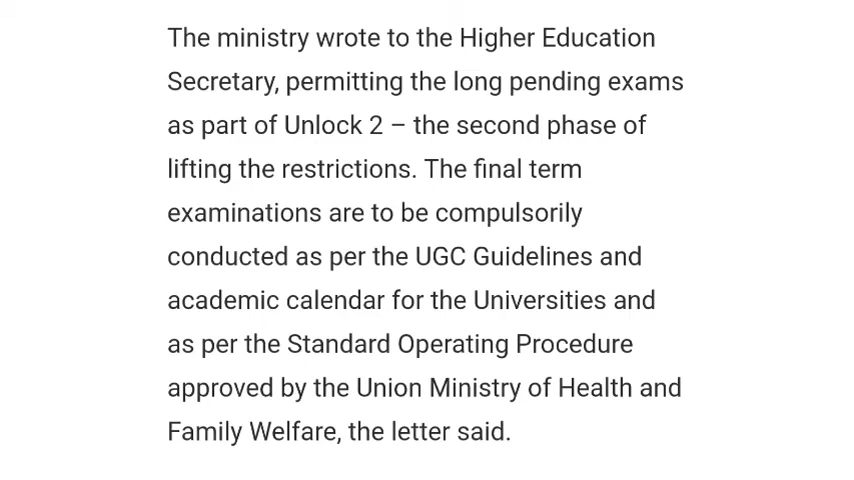 The ministry wrote to the Higher Education
Secretary, permitting the long pending exams
as part of Unlock 2 – the second phase of
lifting the restrictions. The final term
examinations are to be compulsorily
conducted as per the UGC Guidelines and
academic calendar for the Universities and
as per the Standard Operating Procedure
approved by the Union Ministry of Health and
Family Welfare, the letter said.